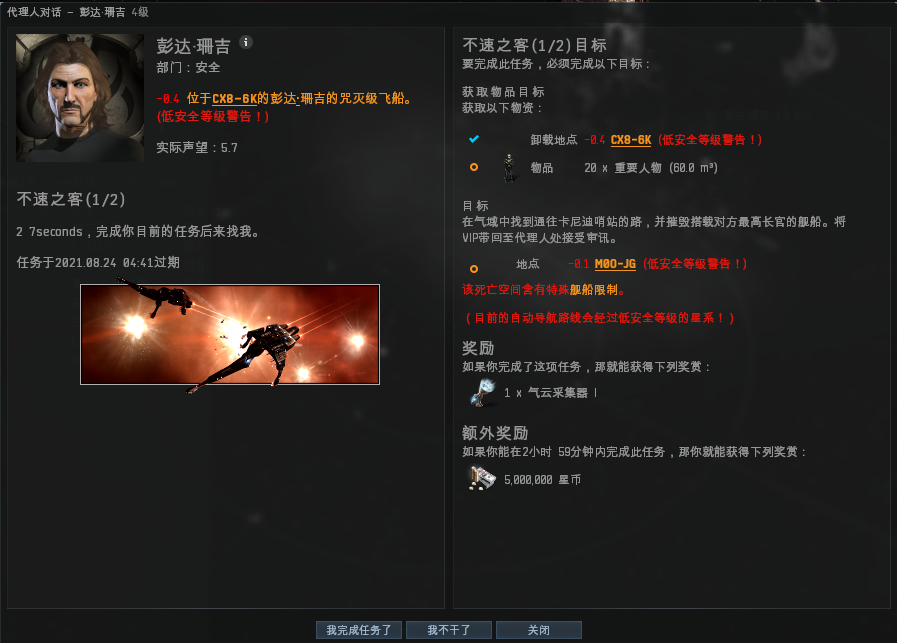 代理人对话 - 彭达·珊吉 4级
彭达·珊吉
部门：安全
-0.4 位于CX8-6K的彭达·珊吉的咒灭级飞船。
(低安全等级警告！)
实际声望：5.7
不速之客(1/2)
2 7seconds，完成你目前的任务后来找我。
任务于2021.08.24 04:41过期
不速之客(1/2)目标
要完成此任务，必须完成以下目标：
获取物品目标
获取以下物资：
卸载地点 -0.4 CX8-6K (低安全等级警告！)
物品 20 x 重要人物 (60.0 m³)
目标
在气域中找到通往卡尼迪哨站的路，并摧毁搭载对方最高长官的舰船。将
VIP带回至代理人处接受审讯。
地点 -0.1 M0O-JG (低安全等级警告！)
该死亡空间含有特殊舰船限制。
（目前的自动导航路线会经过低安全等级的星系！）
奖励
如果你完成了这项任务，那就能获得下列奖赏：
1 x 气云采集器 I
额外奖励
如果你能在2小时 59分钟内完成此任务，那你就能获得下列奖赏：
5,000,000 星币
我完成任务了 我不干了 关闭